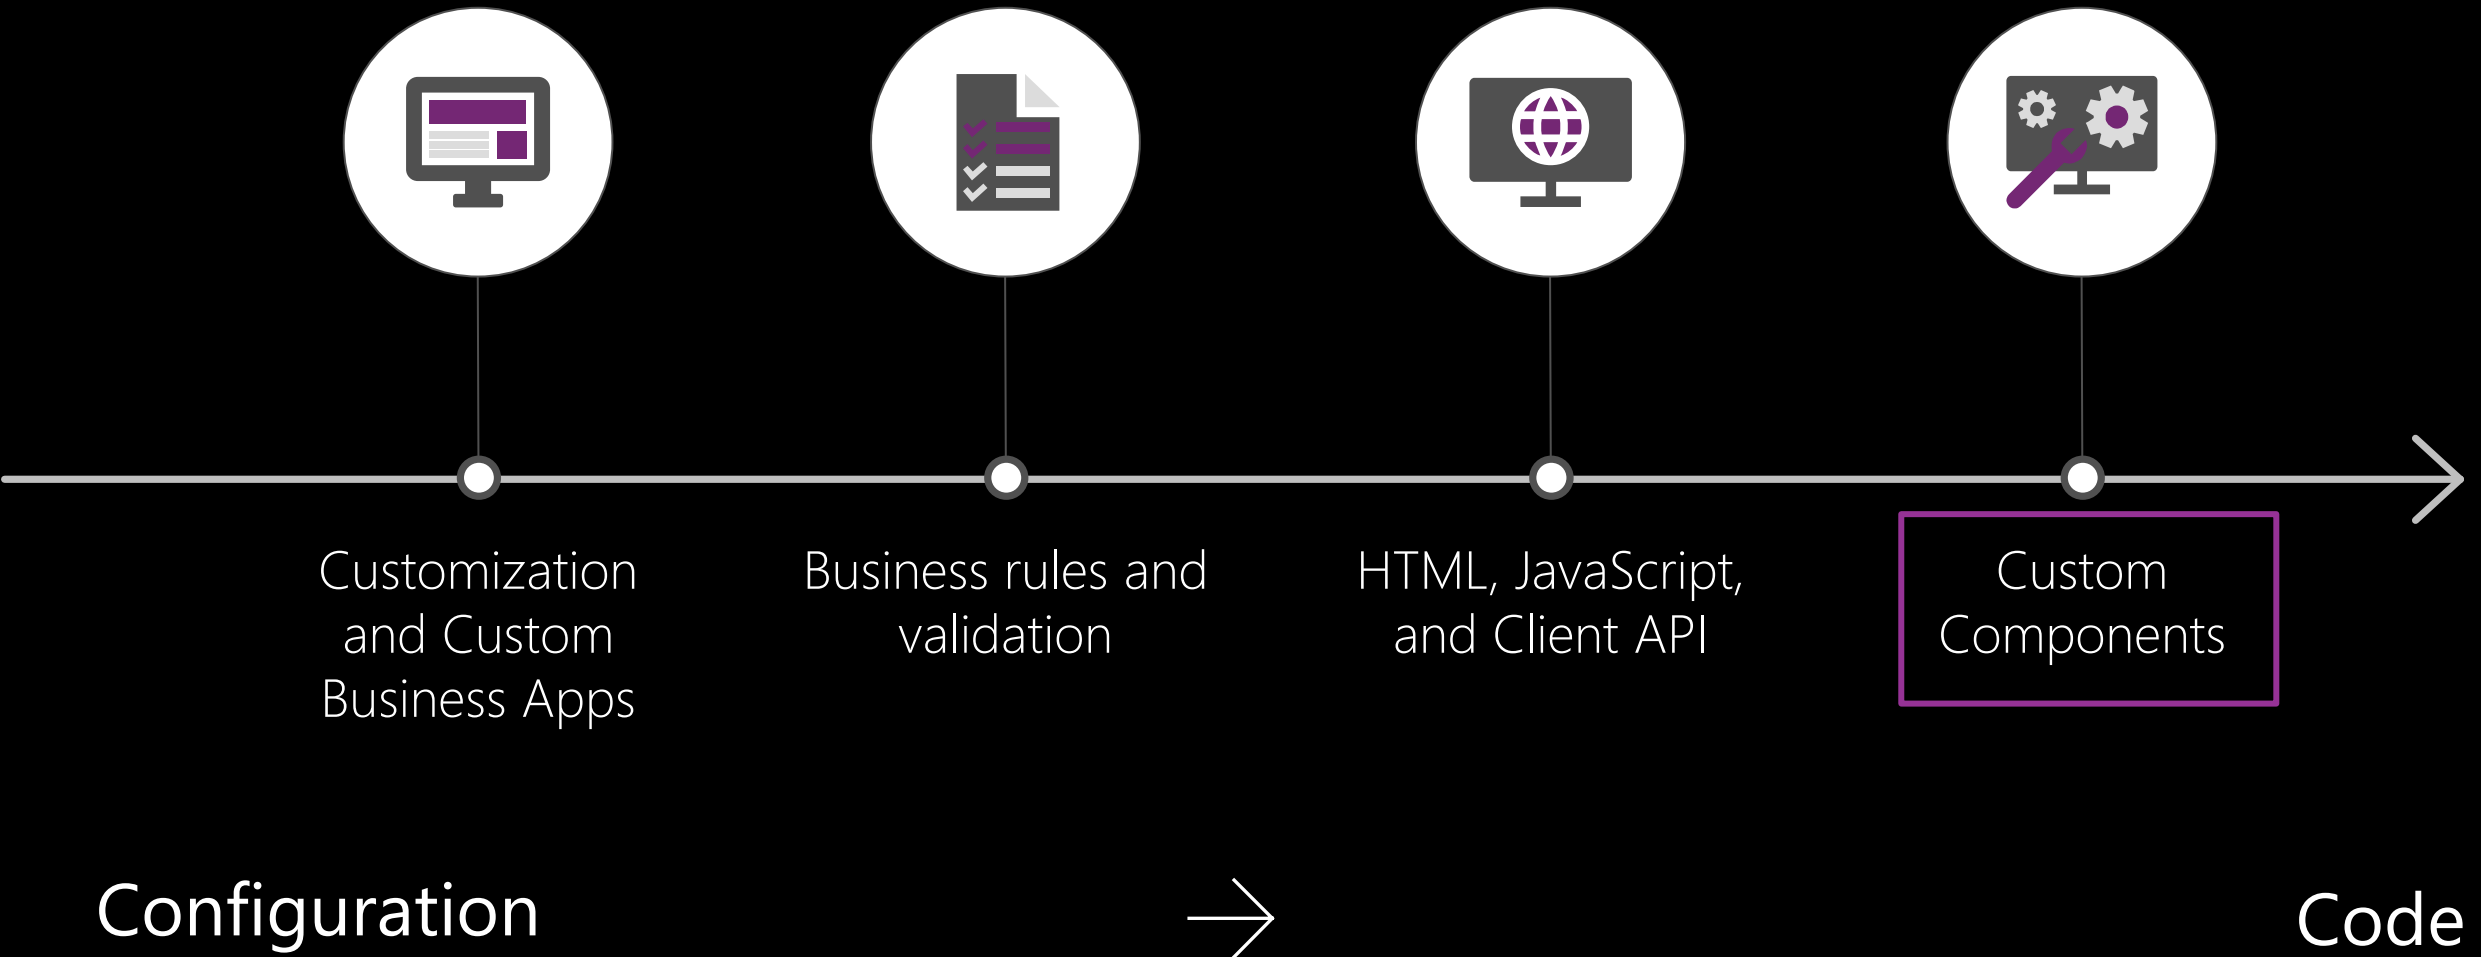 Customization
and Custom
Business Apps
Business rules and
validation
HTML, JavaScript,
and Client API
Custom
Components
Configuration
Code